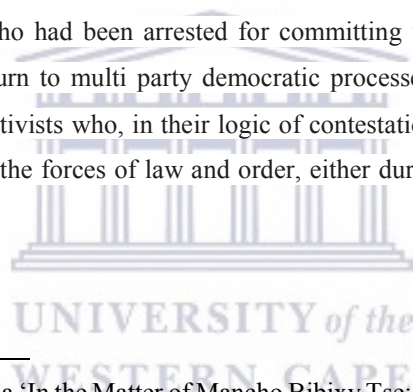 ho had been arrested for committing
urn to multi party democratic processe
tivists who, in their logic of contestati
the forces of law and order, either dur
UNIVERSITY of the
a 'In the Matter of Mancho Bibixy Tse
WESTERN CAPE